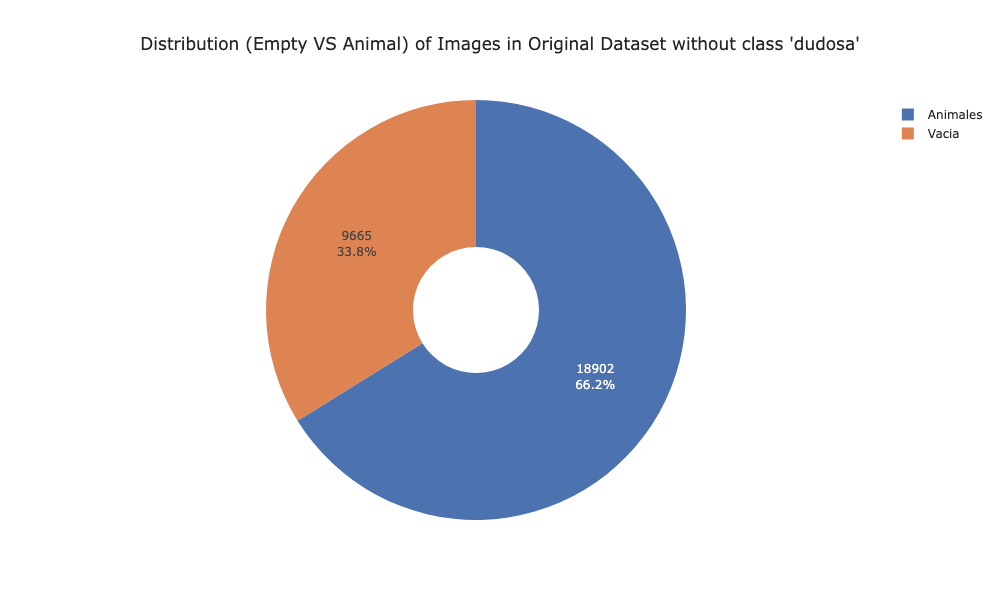 Distribution (Empty VS Animal) of Images in Original Dataset without class 'dudosa'
Animales
Vacia
9665
33.8%
18902
66.2%